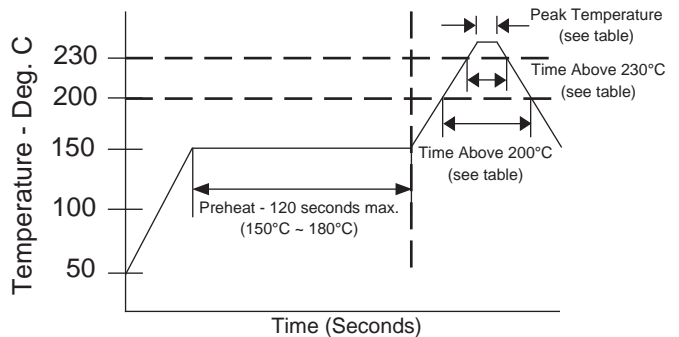 Peak Temperature
(see table)
230
Time Above 230°C
(see table)
200
150
Time Above 200°C
(see table)
100
Preheat - 120 seconds max.
(150°C ~ 180°C)
50
Temperature - Deg. C
Time (Seconds)